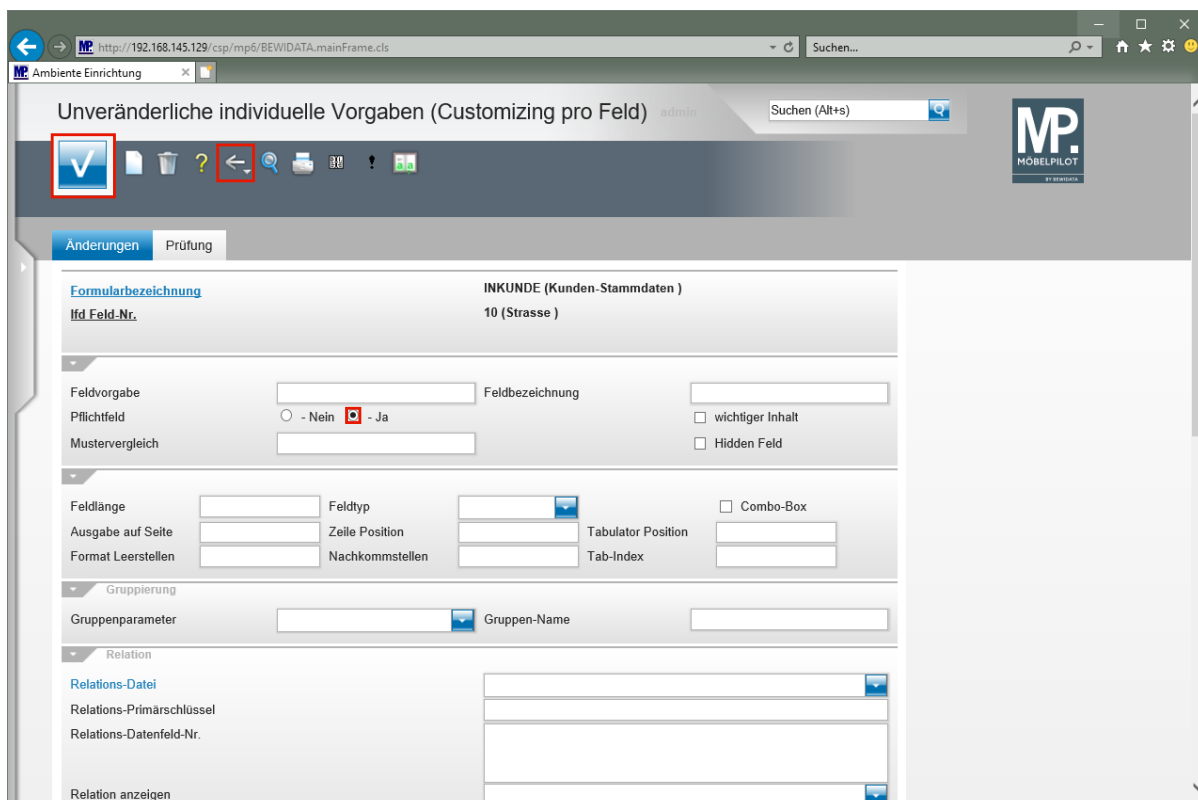 http://192.168.145.129/csp/mp6/BEWIDATA.mainFrame.cls
Suchen...
Ambiente Einrichtung
Unveränderliche individuelle Vorgaben (Customizing pro Feld) admin
Suchen (Alt+s)
MP.
MÖBELPILOT
BY BEWIDATA
Änderungen
Prüfung
Formularbezeichnung INKUNDE (Kunden-Stammdaten )
lfd Feld-Nr. 10 (Strasse )
Feldvorgabe Feldbezeichnung
Pflichtfeld - Nein - Ja wichtiger Inhalt
Mustervergleich Hidden Feld
Feldlänge Feldtyp Combo-Box
Ausgabe auf Seite Zeile Position Tabulator Position
Format Leerstellen Nachkommstellen Tab-Index
Gruppierung
Gruppenparameter Gruppen-Name
Relation
Relations-Datei
Relations-Primärschlüssel
Relations-Datenfeld-Nr.
Relation anzeigen